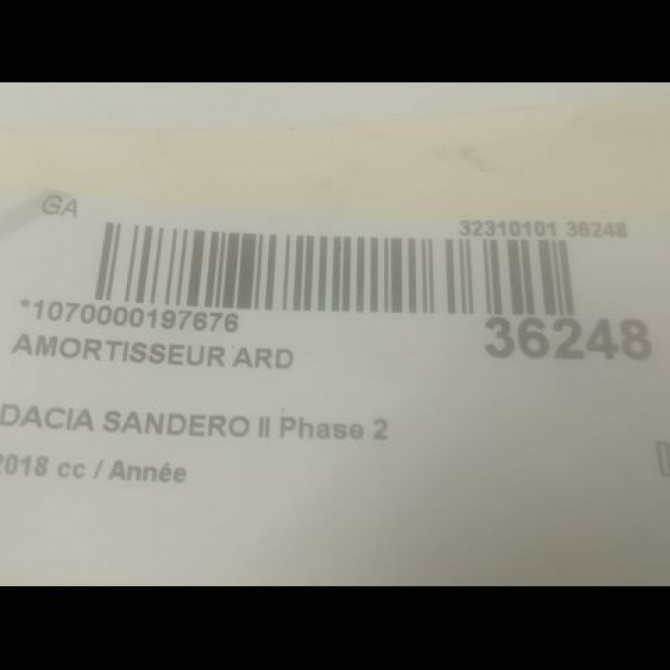 GA
32310101 36248
*1070000197676
36248
AMORTISSEUR ARD
DACIA SANDERO II Phase 2
2018 cc / Année